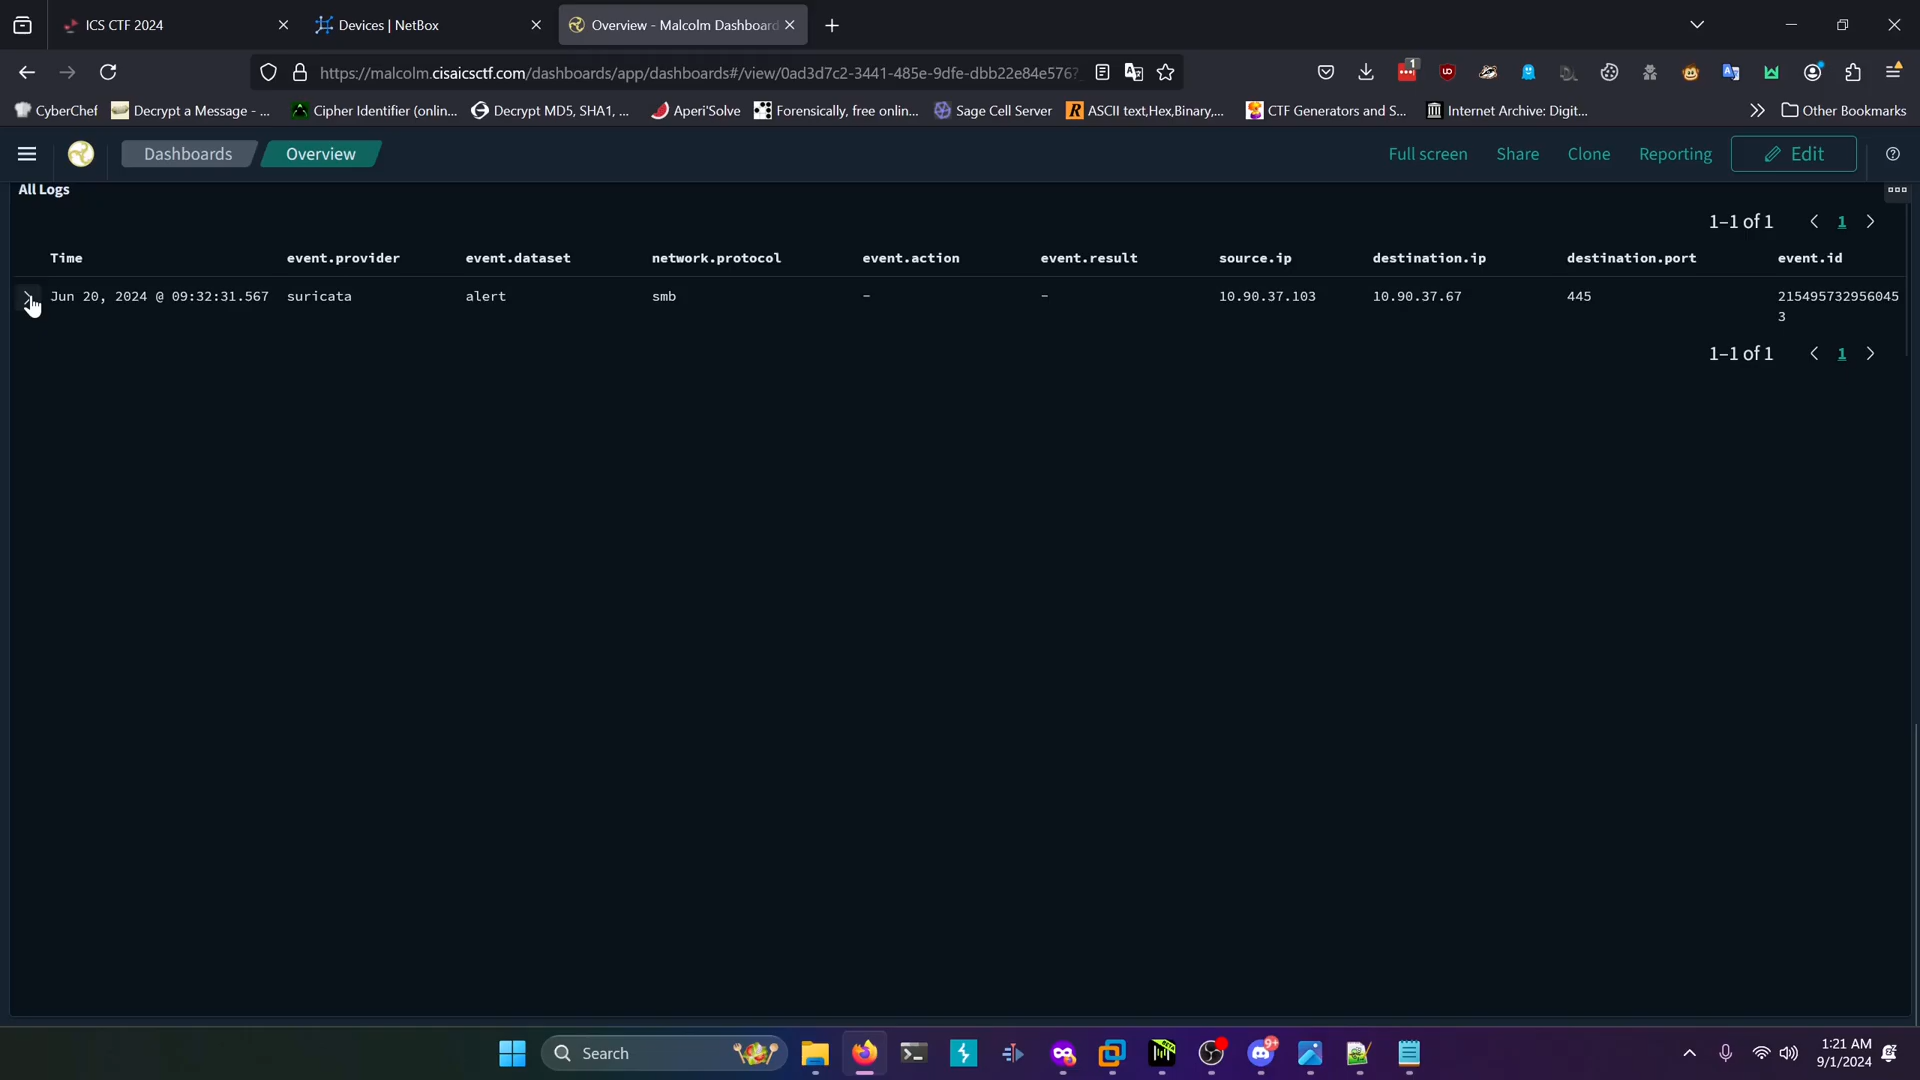 ICS CTF 2024
Devices | NetBox
Overview - Malcolm Dashboard
https://malcolm.cisaicsctf.com/dashboards/app/dashboards#/view/0ad3d7c2-3441-485e-9dfe-dbb22e84e576?
1
UD
CyberChef
Decrypt a Message - ...
Cipher Identifier (onlin...
Decrypt MD5, SHA1, ...
Aperi'Solve
Forensically, free onlin...
Sage Cell Server
R
ASCII text,Hex,Binary,...
CTF Generators and S...
Internet Archive: Digit...
Other Bookmarks
Dashboards
Overview
Full screen
Share
Clone
Reporting
Edit
All Logs
1–1 of 1
1
Time event.provider event.dataset network.protocol event.action event.result source.ip destination.ip destination.port event.id
Jun 20, 2024 @ 09:32:31.567 suricata alert smb - - 10.90.37.103 10.90.37.67 445 215495732956045
3
1–1 of 1
1
Search
9+
1:21 AM
9/1/2024